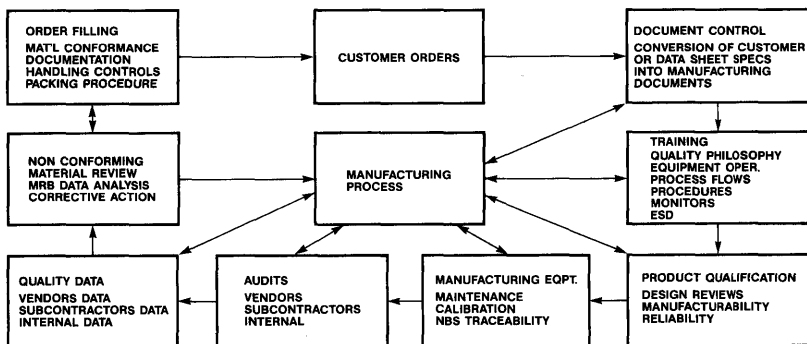 ORDER FILLING
MAT'L CONFORMANCE
DOCUMENTATION
HANDLING CONTROLS
PACKING PROCEDURE
CUSTOMER ORDERS
DOCUMENT CONTROL
CONVERSION OF CUSTOMER
OR DATA SHEET SPECS
INTO MANUFACTURING
DOCUMENTS
NON CONFORMING
MATERIAL REVIEW
MRB DATA ANALYSIS
CORRECTIVE ACTION
MANUFACTURING
PROCESS
TRAINING
QUALITY PHILOSOPHY
EQUIPMENT OPER.
PROCESS FLOWS
PROCEDURES
MONITORS
ESD
QUALITY DATA
VENDORS DATA
SUBCONTRACTORS DATA
INTERNAL DATA
AUDITS
VENDORS
SUBCONTRACTORS
INTERNAL
MANUFACTURING EQPT.
MAINTENANCE
CALIBRATION
NBS TRACEABILITY
PRODUCT QUALIFICATION
DESIGN REVIEWS
MANUFACTURABILITY
RELIABILITY